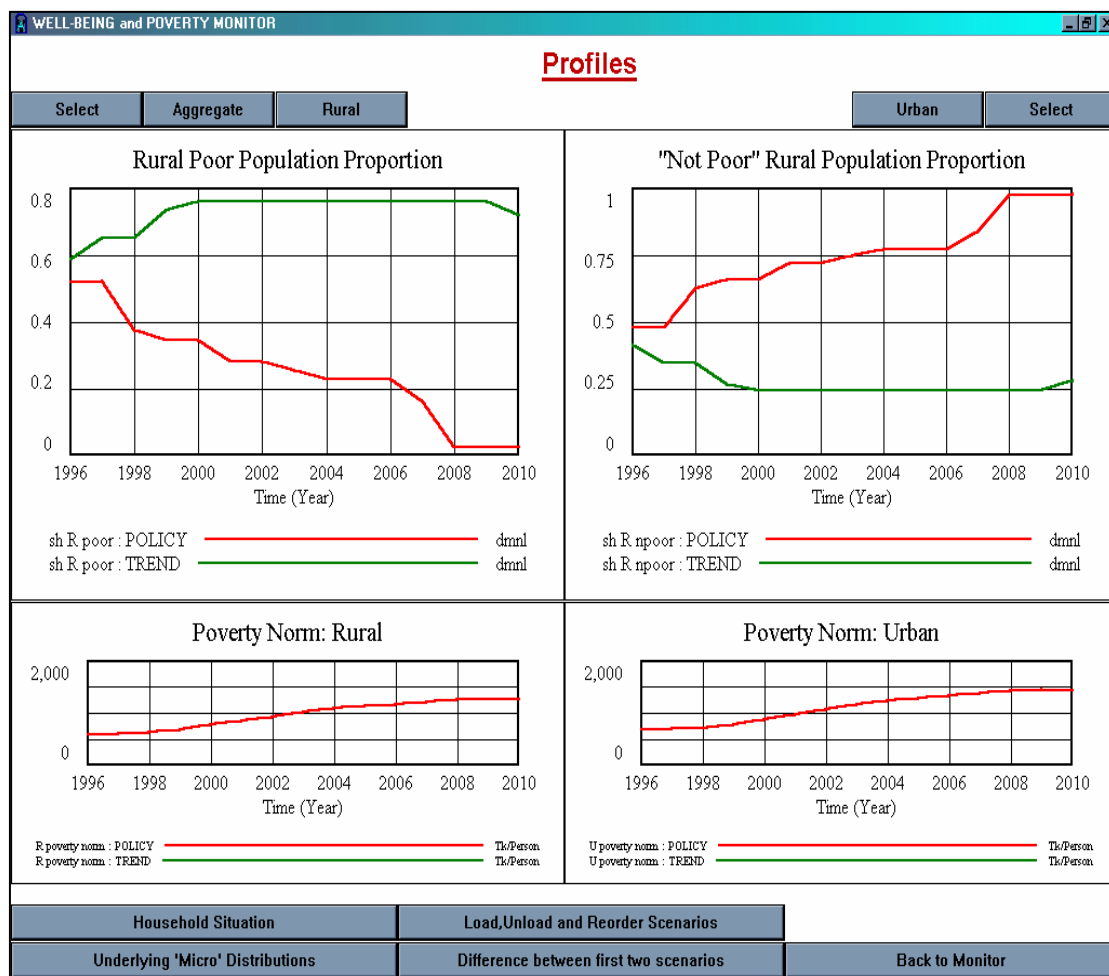 WELL-BEING and POVERTY MONITOR
Profiles
Select Aggregate Rural Urban Select
Rural Poor Population Proportion
0.8
0.6
0.4
0.2
0
1996 1998 2000 2002 2004 2006 2008 2010
Time (Year)
sh R poor : POLICY dmnl
sh R poor : TREND dmnl
"Not Poor" Rural Population Proportion
1
0.75
0.5
0.25
0
1996 1998 2000 2002 2004 2006 2008 2010
Time (Year)
sh R npoor : POLICY dmnl
sh R npoor : TREND dmnl
Poverty Norm: Rural
2,000
0
1996 1998 2000 2002 2004 2006 2008 2010
Time (Year)
R poverty norm : POLICY Tk/Person
R poverty norm : TREND Tk/Person
Poverty Norm: Urban
2,000
0
1996 1998 2000 2002 2004 2006 2008 2010
Time (Year)
U poverty norm : POLICY Tk/Person
U poverty norm : TREND Tk/Person
Household Situation Load,Unload and Reorder Scenarios
Underlying 'Micro' Distributions Difference between first two scenarios Back to Monitor